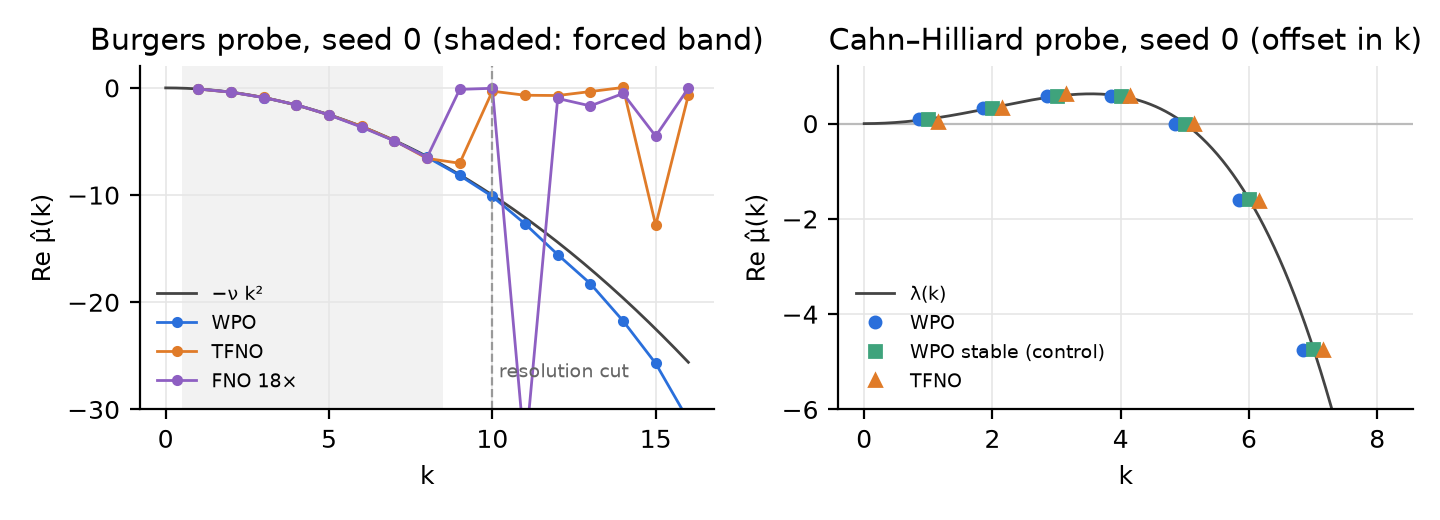 Burgers probe, seed 0 (shaded: forced band)
Re μ̂(k)
0
−10
−20
−30
−ν k²
WPO
TFNO
FNO 18×
resolution cut
0
5
10
15
k
Cahn–Hilliard probe, seed 0 (offset in k)
Re μ̂(k)
0
−2
−4
−6
λ(k)
WPO
WPO stable (control)
TFNO
0
2
4
6
8
k